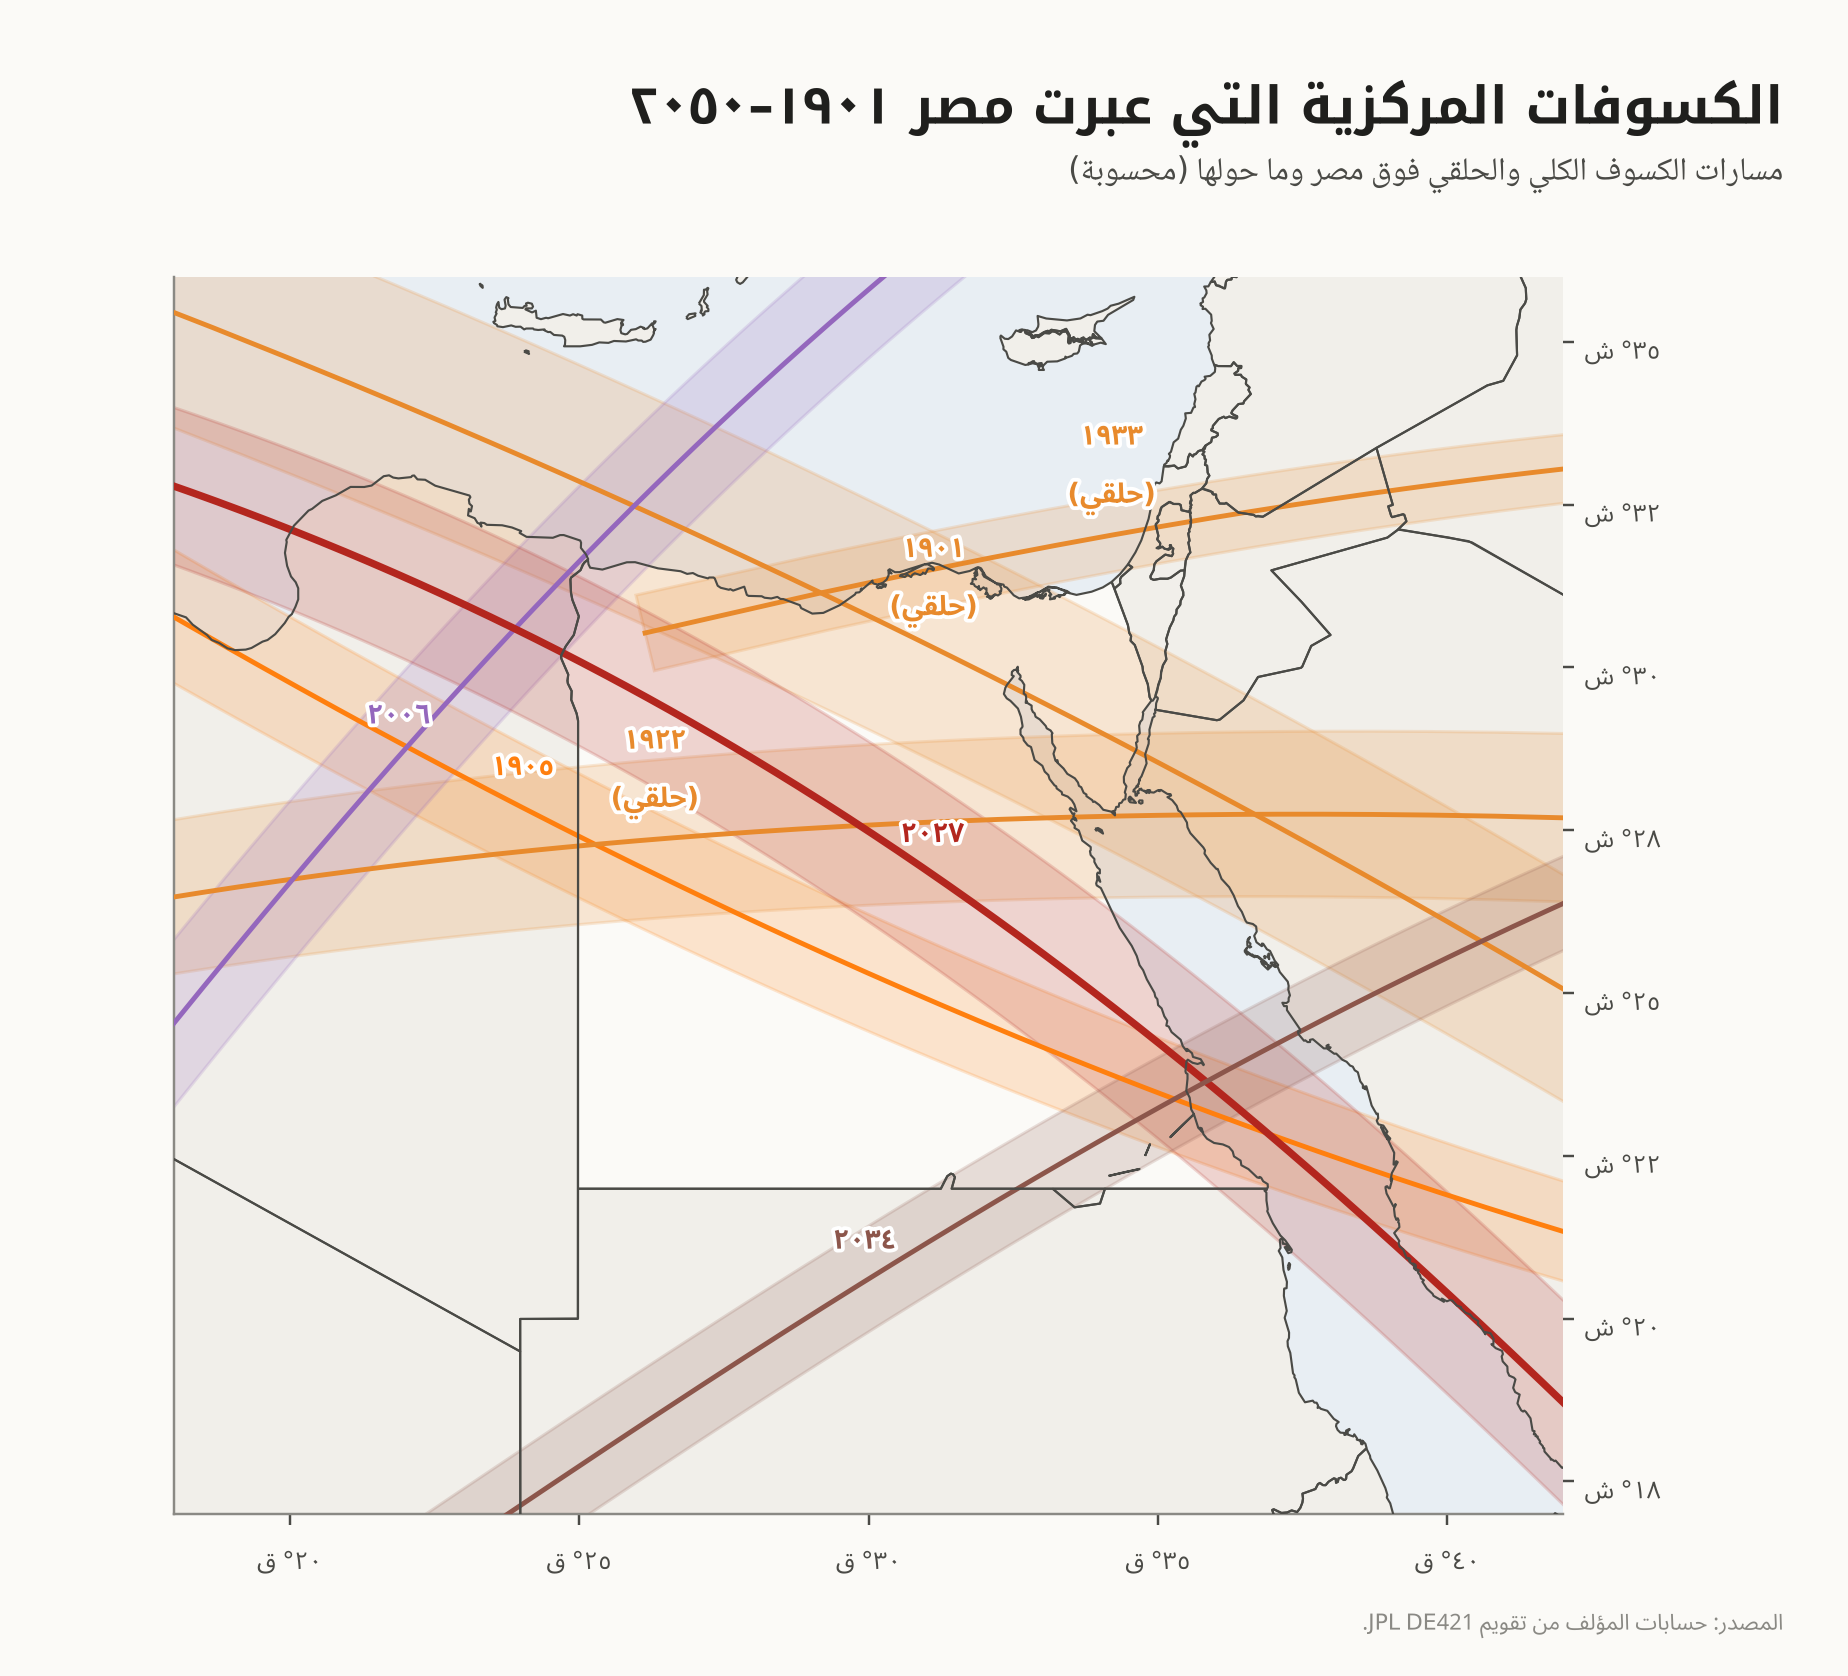 الكسوفات المركزية التي عبرت مصر ١٩٠١–٢٠٥٠
مسارات الكسوف الكلي والحلقي فوق مصر وما حولها (محسوبة)
١٩٣٣
(حلقي)
١٩٠١
(حلقي)
٢٠٠٦
١٩٠٥
١٩٢٢
(حلقي)
٢٠٢٧
٢٠٣٤
٣٥° ش
٣٢° ش
٣٠° ش
٢٨° ش
٢٥° ش
٢٢° ش
٢٠° ش
١٨° ش
٢٠° ق
٢٥° ق
٣٠° ق
٣٥° ق
٤٠° ق
المصدر: حسابات المؤلف من تقويم JPL DE421.